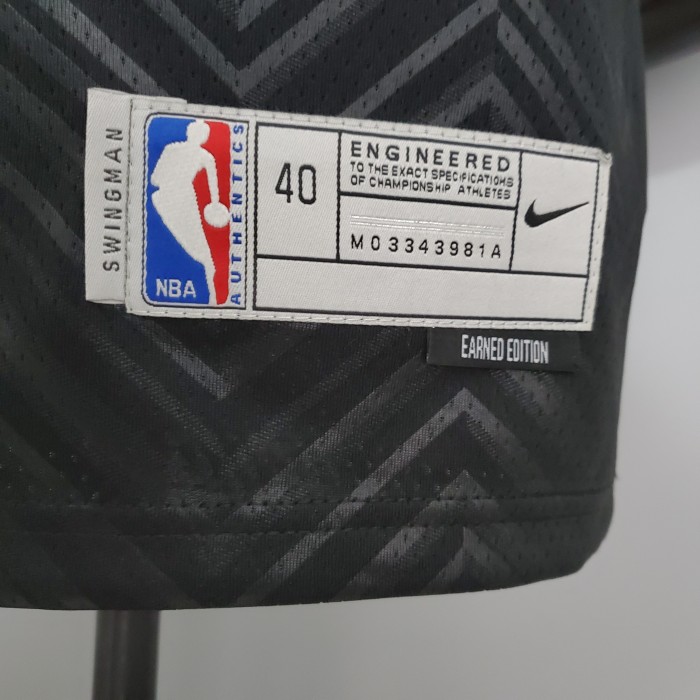 SWINGMAN
NBA
AUTHENTICS
40
ENGINEERED
TO THE EXACT SPECIFICATIONS
OF CHAMPIONSHIP ATHLETES
M03343981A
EARNED EDITION